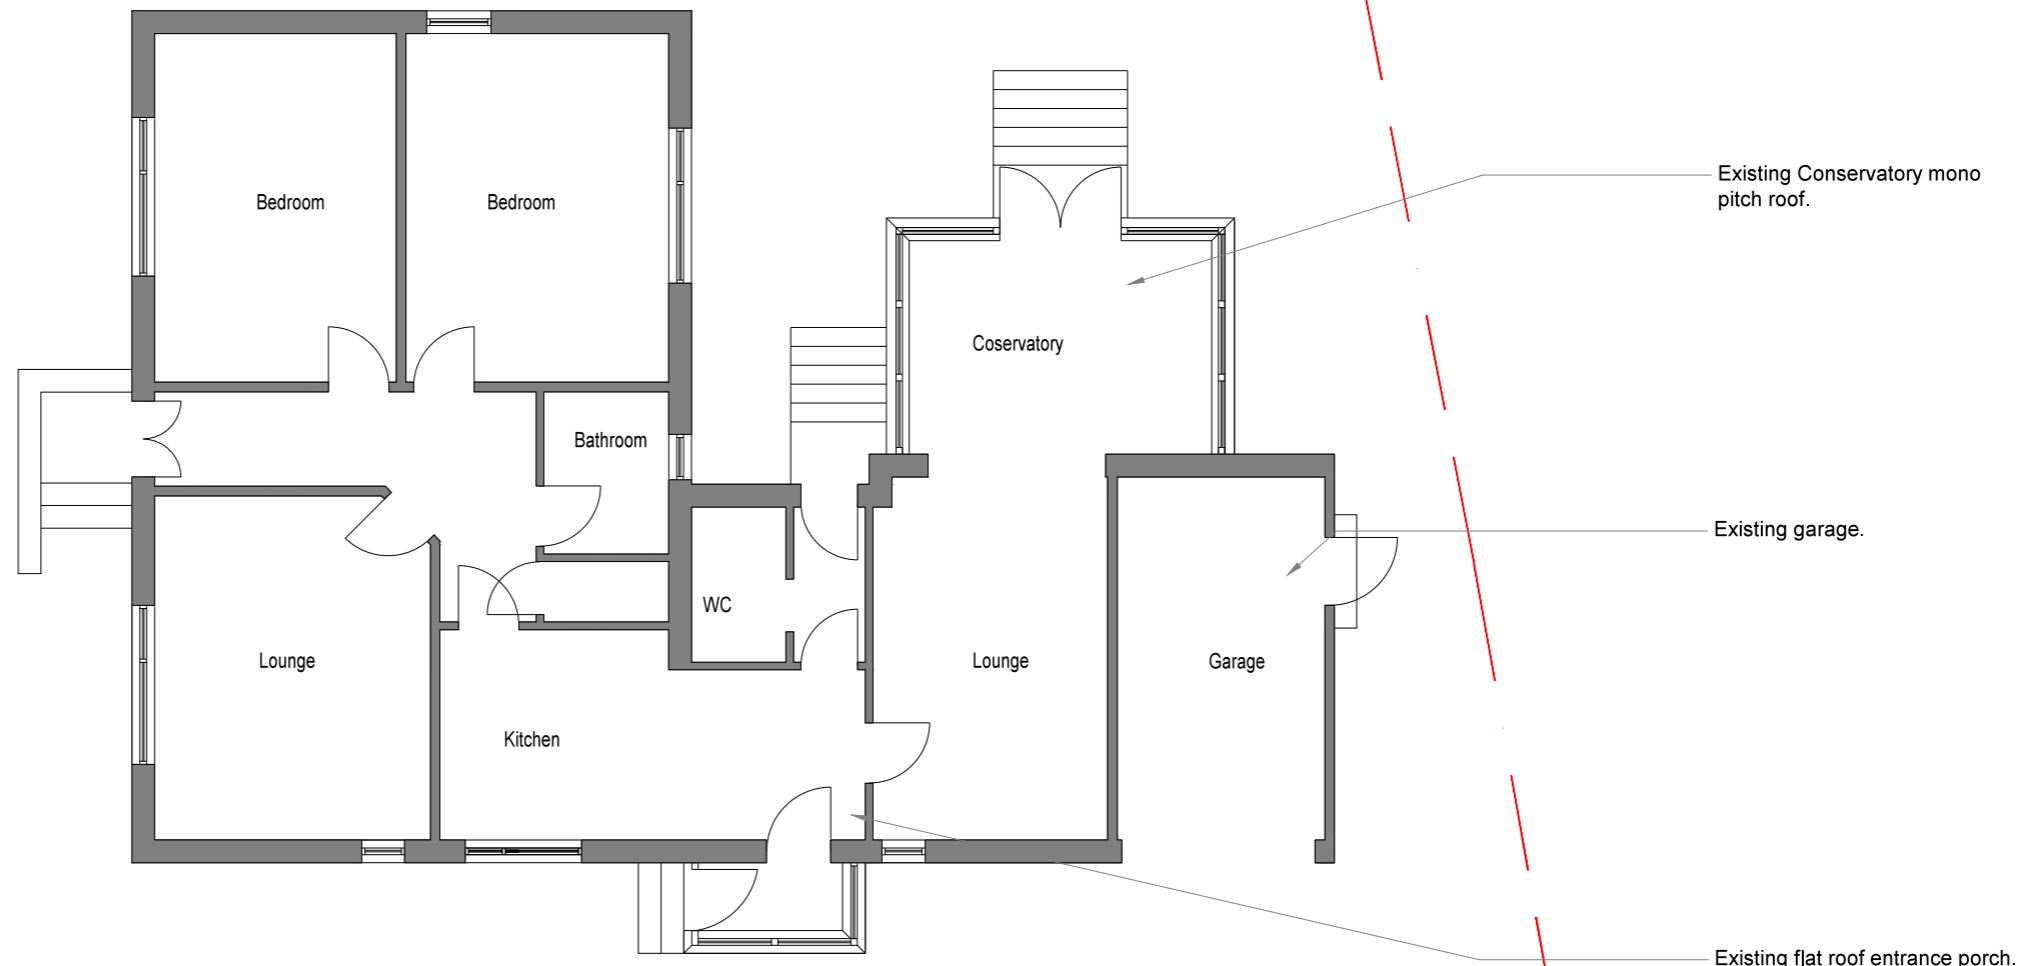 Bedroom
Bedroom
Existing Conservatory mono
pitch roof.
Coservatory
Bathroom
Existing garage.
WC
Lounge
Lounge
Garage
Kitchen
Existing flat roof entrance porch.